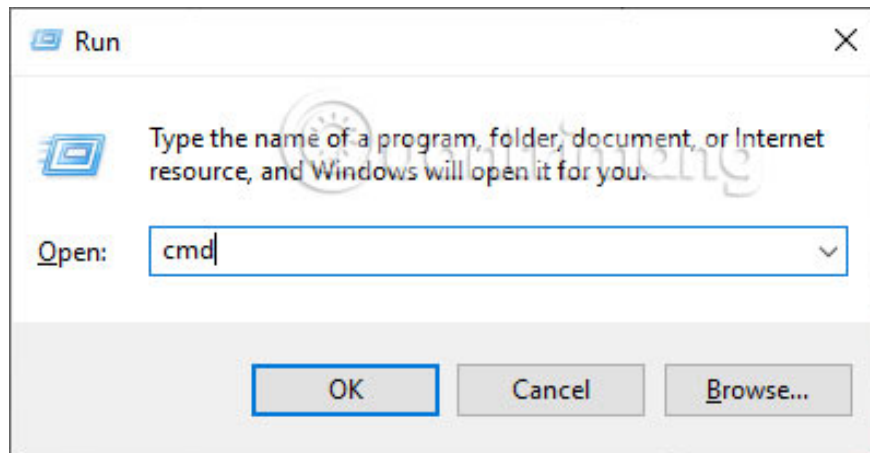 Run
Type the name of a program, folder, document, or Internet
resource, and Windows will open it for you.
Open:
cmd
OK
Cancel
Browse...